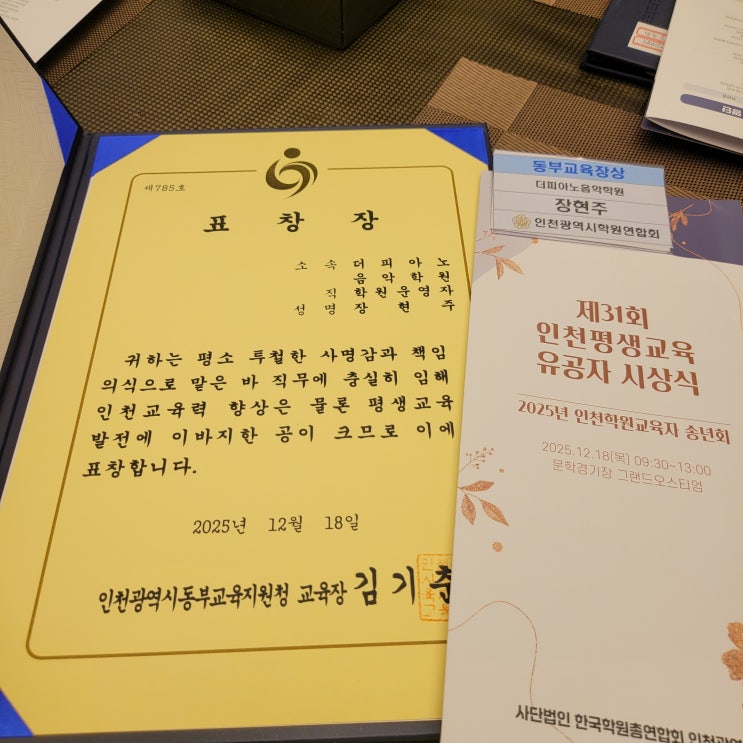 제785호
표 창 장
소 속 더 피 아 노
음 악 학 원
직 학 원 운 영 자
성 명 장 현 주
귀하는 평소 투철한 사명감과 책임
의식으로 맡은 바 직무에 충실히 임해
인천교육력 향상은 물론 평생교육
발전에 이바지한 공이 크므로 이에
표창합니다.
2025년 12월 18일
인천광역시동부교육지원청 교육장 김 기
동부교육장상
더피아노음악학원
장현주
인천광역시학원연합회
제31회
인천평생교육
유공자 시상식
2025년 인천학원교육자 송년회
2025.12.18(목) 09:30~13:00
문학경기장 그랜드오스티엄
사단법인 한국학원총연합회 인천광역